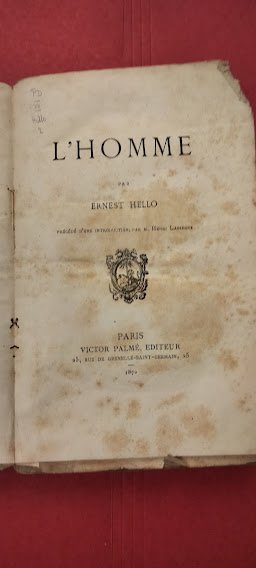 L'HOMME
PAR
ERNEST HELLO
PRÉCÉDÉ D'UNE INTRODUCTION PAR M. HENRI LASSERRE
PARIS
VICTOR PALMÉ, ÉDITEUR
25, RUE DE GRENELLE-SAINT-GERMAIN, 25